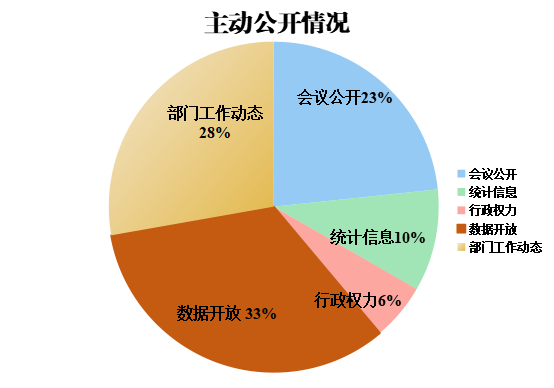 主动公开情况
会议公开23%
部门工作动态
28%
统计信息10%
行政权力6%
数据开放 33%
会议公开
统计信息
行政权力
数据开放
部门工作动态